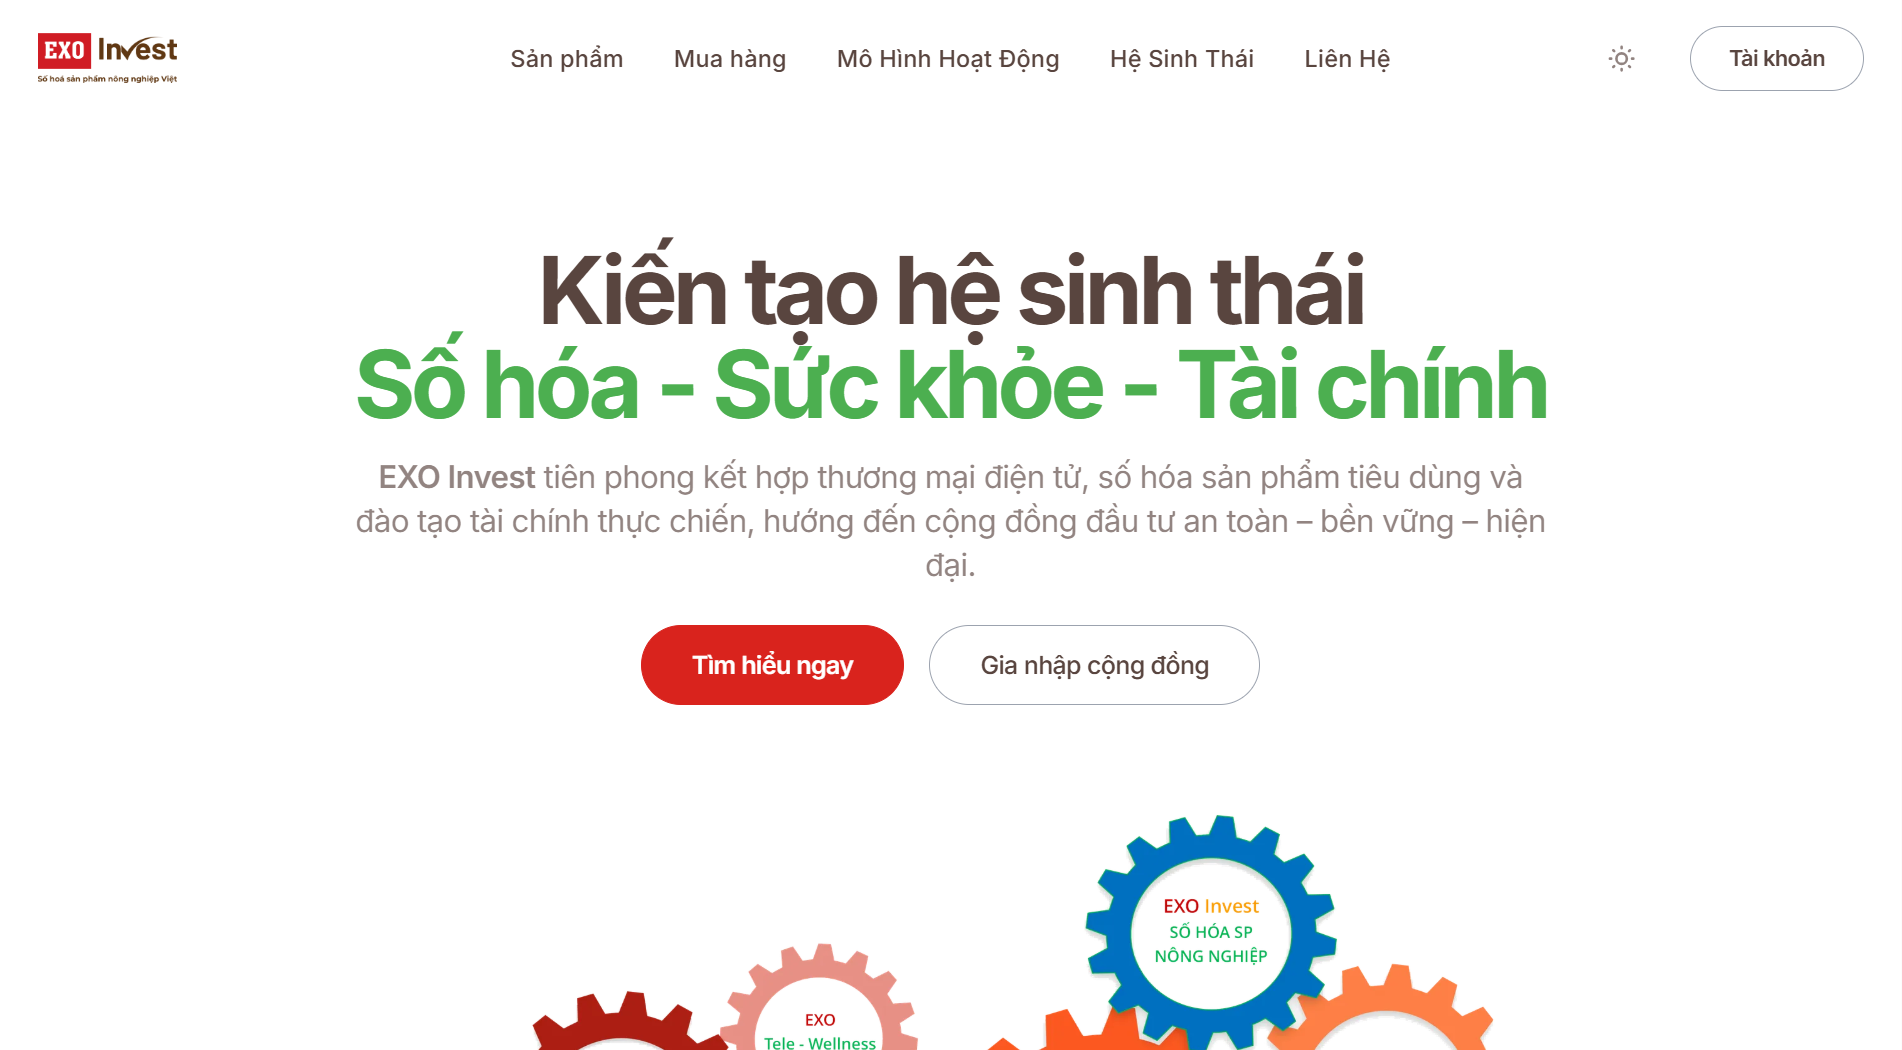 EXO Invest
Số hoá sản phẩm nông nghiệp Việt
Sản phẩm
Mua hàng
Mô Hình Hoạt Động
Hệ Sinh Thái
Liên Hệ
Tài khoản
Kiến tạo hệ sinh thái
Số hóa - Sức khỏe - Tài chính
EXO Invest tiên phong kết hợp thương mại điện tử, số hóa sản phẩm tiêu dùng và
đào tạo tài chính thực chiến, hướng đến cộng đồng đầu tư an toàn – bền vững – hiện
đại.
Tìm hiểu ngay
Gia nhập cộng đồng
EXO Invest
SỐ HÓA SP
NÔNG NGHIỆP
EXO
Tele - Wellness